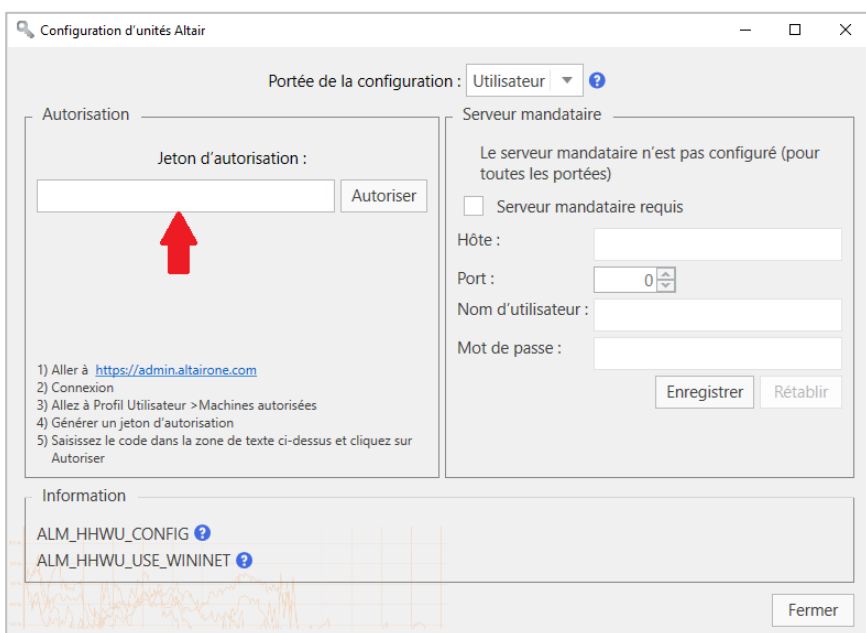 Configuration d'unités Altair
Portée de la configuration : Utilisateur
Autorisation
Jeton d'autorisation :
Autoriser
1) Aller à https://admin.altairone.com
2) Connexion
3) Allez à Profil Utilisateur >Machines autorisées
4) Générer un jeton d'autorisation
5) Saisissez le code dans la zone de texte ci-dessus et cliquez sur
Autoriser
Serveur mandataire
Le serveur mandataire n'est pas configuré (pour
toutes les portées)
Serveur mandataire requis
Hôte :
Port : 0
Nom d'utilisateur :
Mot de passe :
Enregistrer Rétablir
Information
ALM_HHWU_CONFIG
ALM_HHWU_USE_WININET
Fermer